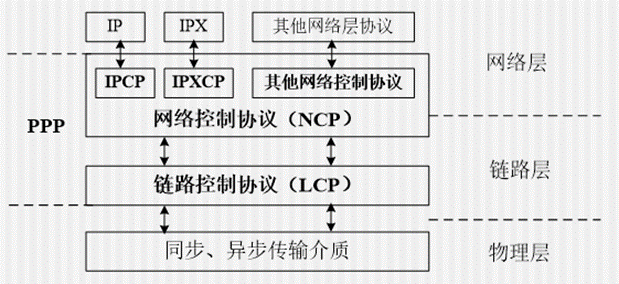 IP IPX 其他网络层协议
网络层
IPCP IPXCP 其他网络控制协议
PPP
网络控制协议（NCP）
链路层
链路控制协议（LCP）
同步、异步传输介质
物理层